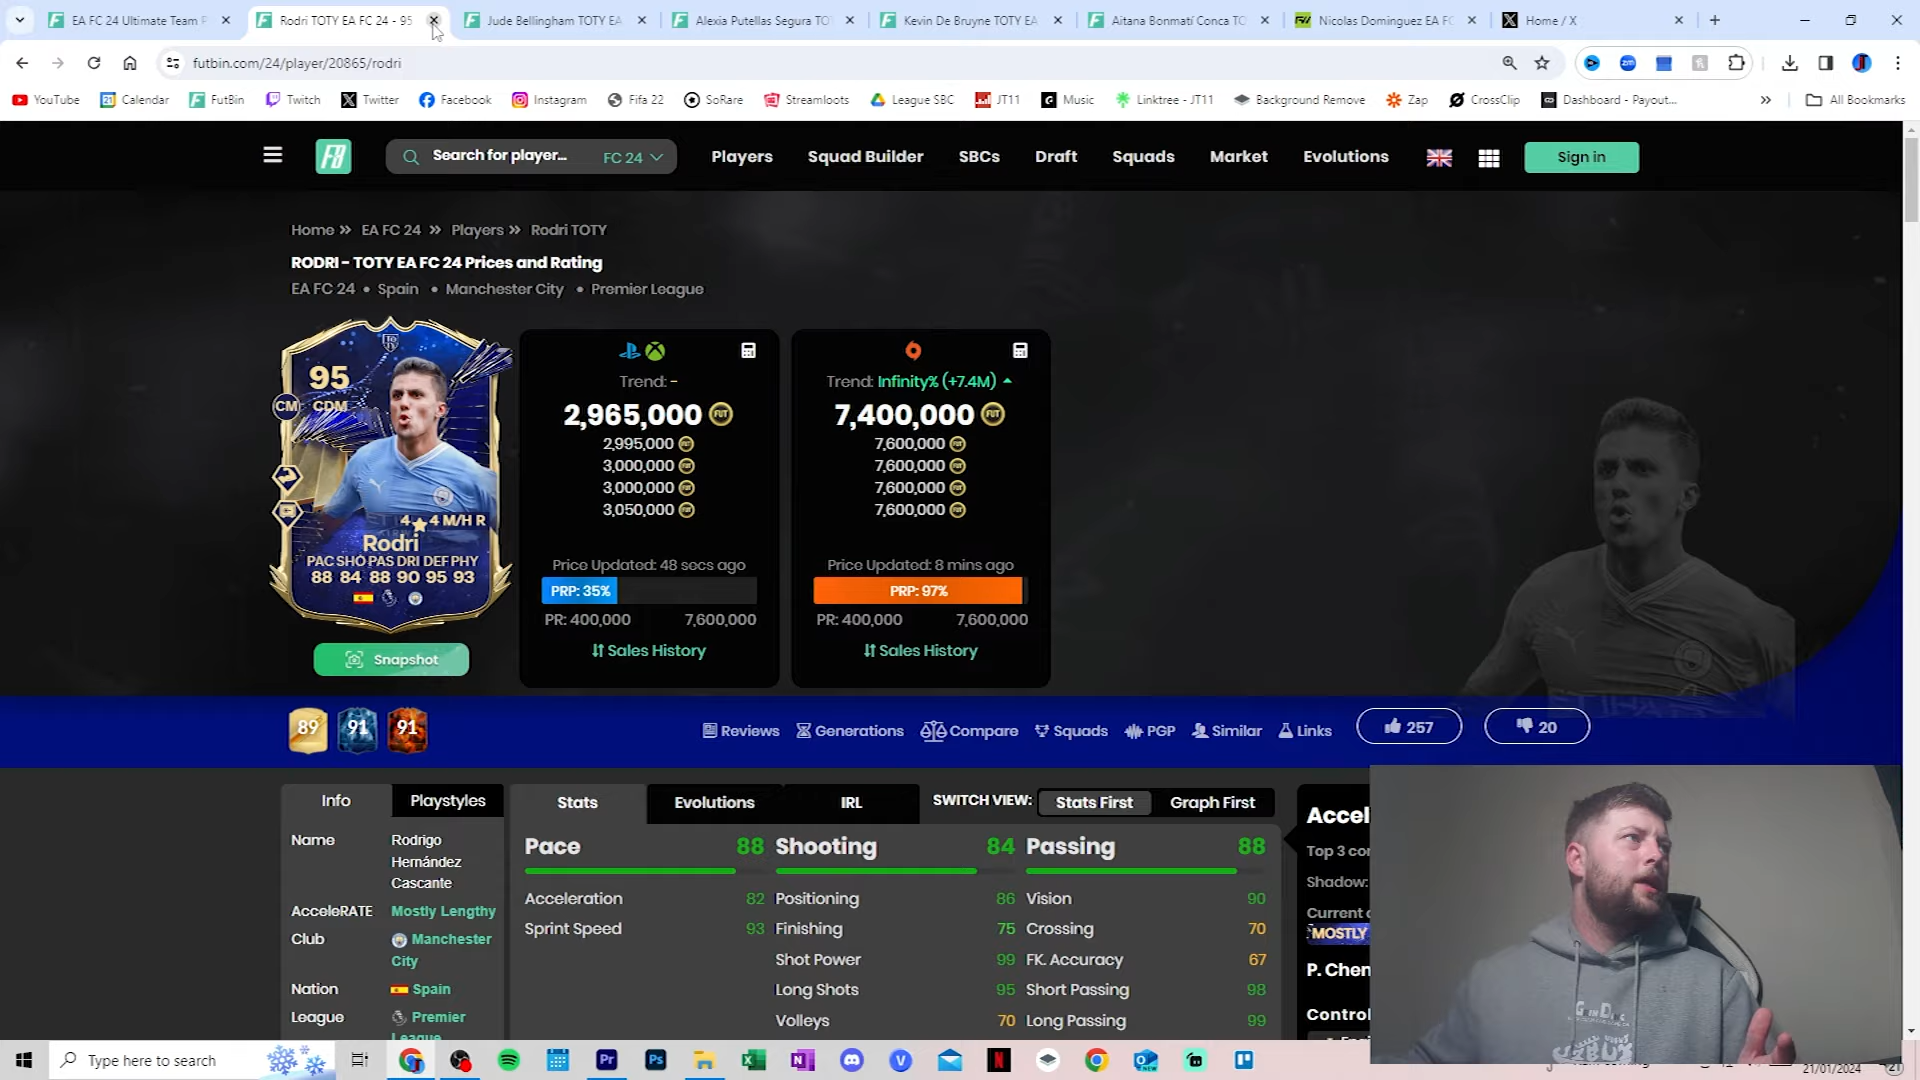 EA FC 24 Ultimate Team P
Rodri TOTY EA FC 24 - 95
Jude Bellingham TOTY EA
Alexia Putellas Segura TO
Kevin De Bruyne TOTY EA
Aitana Bonmatí Conca TO
Nicolas Dominguez EA FC
Home / X
futbin.com/24/player/20865/rodri
YouTube
Calendar
FutBin
Twitch
Twitter
Facebook
Instagram
Fifa 22
SoRare
Streamloots
League SBC
JT11
Music
Linktree - JT11
Background Remove
Zap
CrossClip
Dashboard - Payout...
All Bookmarks
FB
Search for player...
FC 24
Players
Squad Builder
SBCs
Draft
Squads
Market
Evolutions
Sign in
Home » EA FC 24 » Players » Rodri TOTY
RODRI - TOTY EA FC 24 Prices and Rating
EA FC 24 • Spain • Manchester City • Premier League
95
CM CDM
4 ★ 4 M/H R
Rodri
PAC SHO PAS DRI DEF PHY
88 84 88 90 95 93
Snapshot
Trend: -
2,965,000
2,995,000
3,000,000
3,000,000
3,050,000
Price Updated: 48 secs ago
PRP: 35%
PR: 400,000 7,600,000
Sales History
Trend: Infinity% (+7.4M)
7,400,000
7,600,000
7,600,000
7,600,000
7,600,000
Price Updated: 8 mins ago
PRP: 97%
PR: 400,000 7,600,000
Sales History
89 91 91
Reviews
Generations
Compare
Squads
PGP
Similar
Links
257
20
Info
Playstyles
Name Rodrigo
Hernández
Cascante
AcceleRATE Mostly Lengthy
Club Manchester
City
Nation Spain
League Premier
League
Stats
Evolutions
IRL
SWITCH VIEW:
Stats First
Graph First
Pace 88
Acceleration 82
Sprint Speed 93
Shooting 84
Positioning 86
Finishing 75
Shot Power 99
Long Shots 95
Volleys 70
Passing 88
Vision 90
Crossing 70
FK. Accuracy 67
Short Passing 98
Long Passing 99
Accel
Top 3 co
Shadow:
Current
MOSTLY
P. Chen
Control
Type here to search
21/01/2024